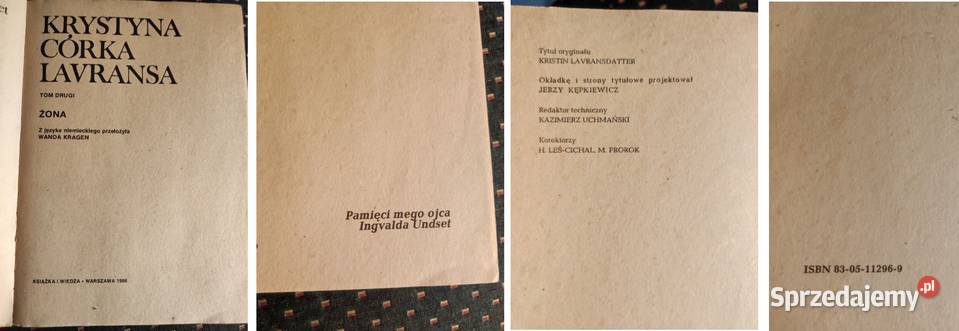 KRYSTYNA
CÓRKA
LAVRANSA
TOM DRUGI
ŻONA
Z języka niemieckiego przełożyła
WANDA KRAGEN
KSIĄŻKA I WIEDZA • WARSZAWA 1986
Pamięci mego ojca
Ingvalda Undset
Tytuł oryginału
KRISTIN LAVRANSDATTER
Okładkę i strony tytułowe projektował
JERZY KĘPKIEWICZ
Redaktor techniczny
KAZIMIERZ UCHMAŃSKI
Korektorzy
H. LEŚ-CICHAL, M. PROROK
ISBN 83-05-11296-9
Sprzedajemy.pl